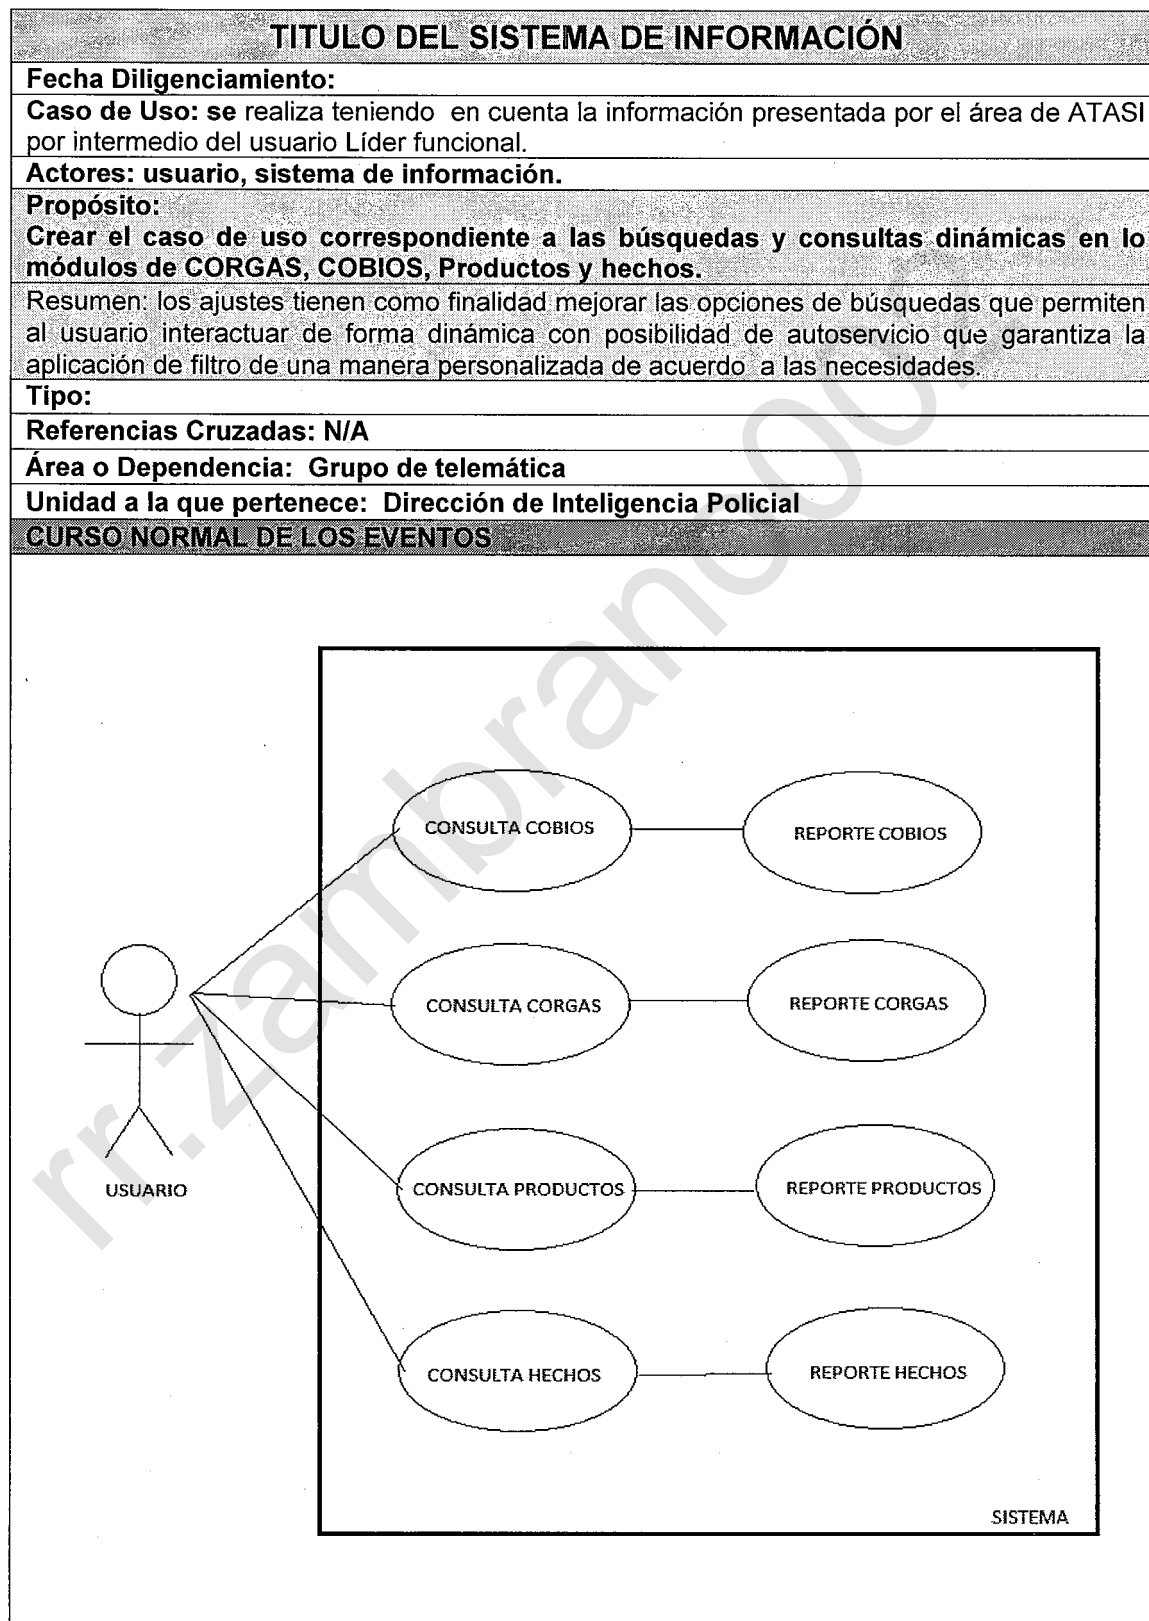 TITULO DEL SISTEMA DE INFORMACIÓN
Fecha Diligenciamiento:
Caso de Uso: se realiza teniendo en cuenta la información presentada por el área de ATASI
por intermedio del usuario Líder funcional.
Actores: usuario, sistema de información.
Propósito:
Crear el caso de uso correspondiente a las búsquedas y consultas dinámicas en lo
módulos de CORGAS, COBIOS, Productos y hechos.
Resumen: los ajustes tienen como finalidad mejorar las opciones de búsquedas que permiten
al usuario interactuar de forma dinámica con posibilidad de autoservicio que garantiza la
aplicación de filtro de una manera personalizada de acuerdo a las necesidades.
Tipo:
Referencias Cruzadas: N/A
Área o Dependencia: Grupo de telemática
Unidad a la que pertenece: Dirección de Inteligencia Policial
CURSO NORMAL DE LOS EVENTOS
CONSULTA COBIOS
REPORTE COBIOS
CONSULTA CORGAS
REPORTE CORGAS
USUARIO
CONSULTA PRODUCTOS
REPORTE PRODUCTOS
CONSULTA HECHOS
REPORTE HECHOS
SISTEMA